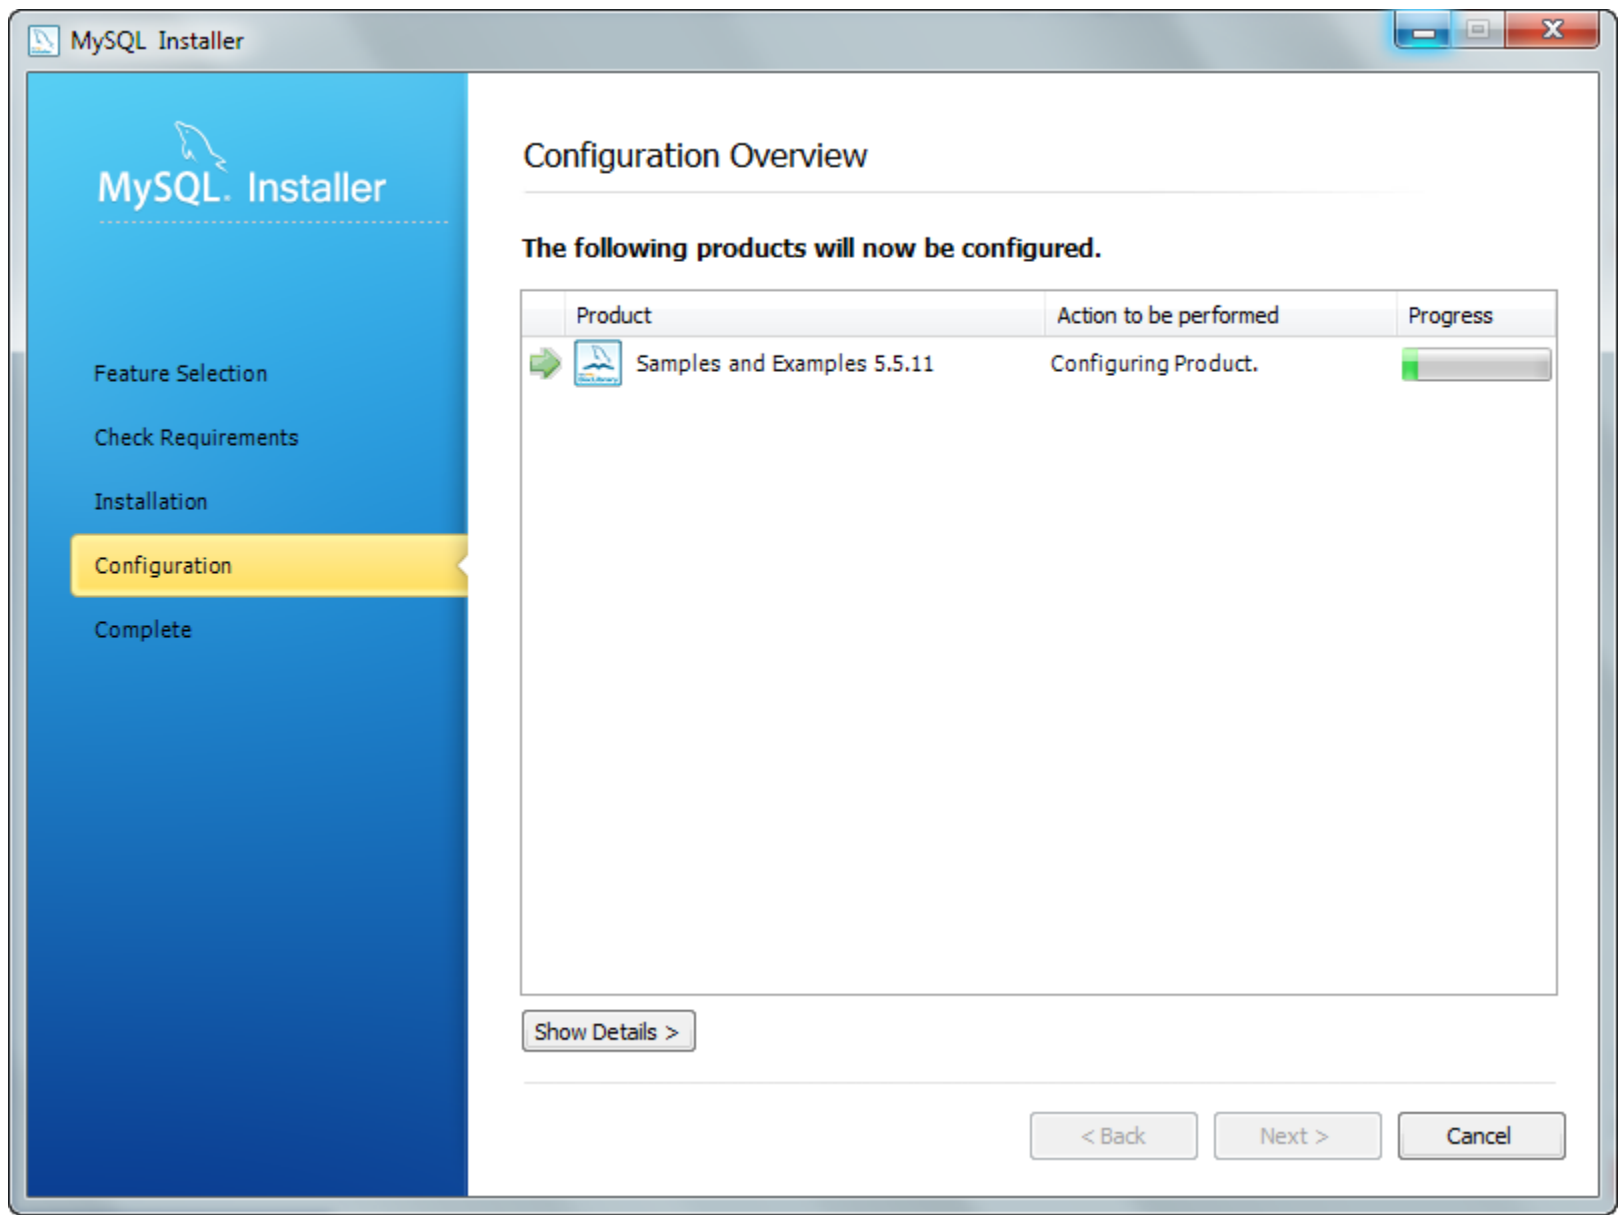 MySQL Installer
MySQL. Installer
Feature Selection
Check Requirements
Installation
Configuration
Complete
Configuration Overview
The following products will now be configured.
Product Action to be performed Progress
Samples and Examples 5.5.11 Configuring Product.
Show Details >
< Back Next > Cancel